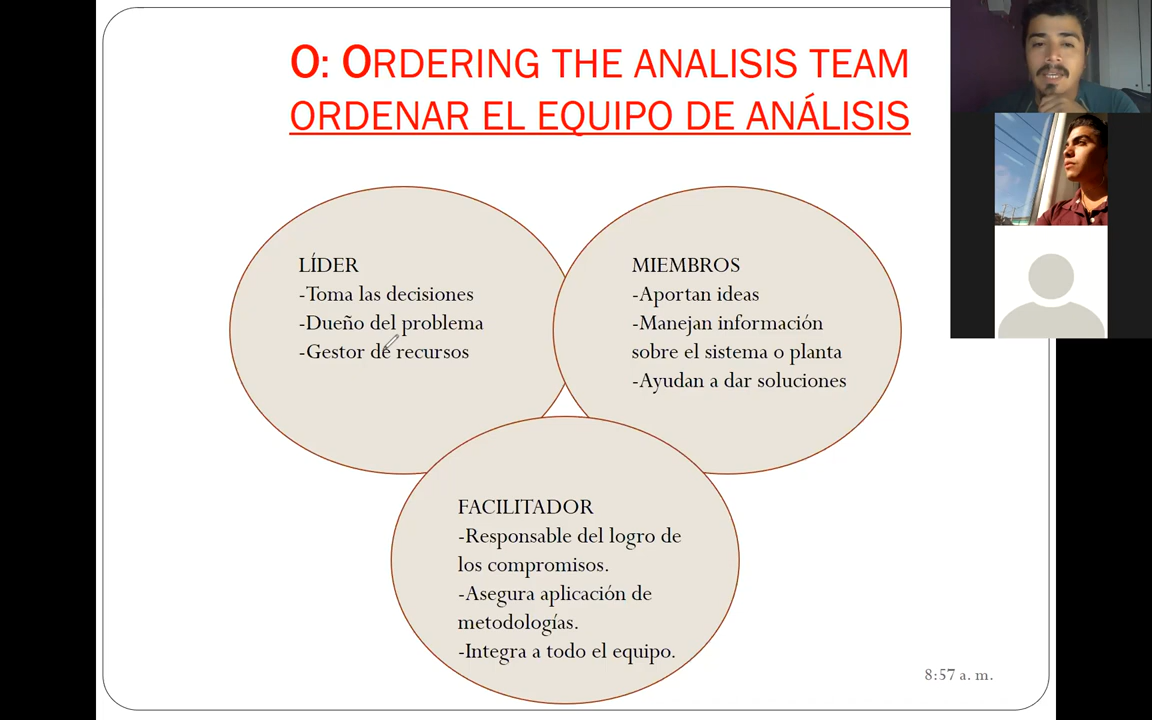 O: ORDERING THE ANALISIS TEAM
ORDENAR EL EQUIPO DE ANÁLISIS
LÍDER
-Toma las decisiones
-Dueño del problema
-Gestor de recursos
MIEMBROS
-Aportan ideas
-Manejan información
sobre el sistema o planta
-Ayudan a dar soluciones
FACILITADOR
-Responsable del logro de
los compromisos.
-Asegura aplicación de
metodologías.
-Integra a todo el equipo.
8:57 a. m.